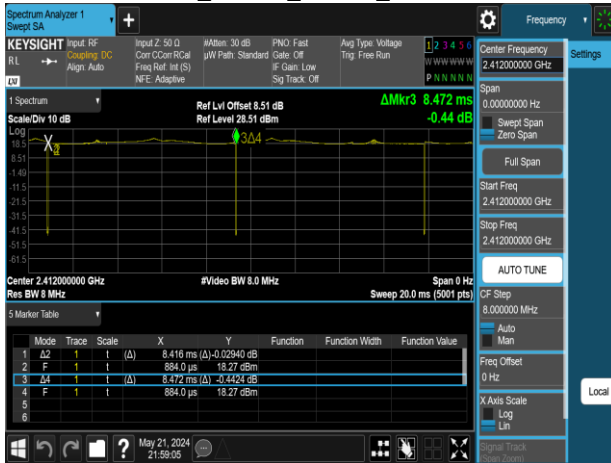 Spectrum Analyzer 1
Swept SA
Frequency
KEYSIGHT
RL
LXI
Input: RF
Coupling: DC
Align: Auto
Input Z: 50 Ω
Corr CCorr RCal
Freq Ref: Int (S)
NFE: Adaptive
#Atten: 30 dB
µW Path: Standard
PNO: Fast
Gate: Off
IF Gain: Low
Sig Track: Off
Avg Type: Voltage
Trig: Free Run
1 2 3 4 5 6
W W W W W W
P N N N N N
1 Spectrum
Scale/Div 10 dB
Ref Lvl Offset 8.51 dB
Ref Level 28.51 dBm
ΔMkr3 8.472 ms
-0.44 dB
Log
18.5
8.51
-1.49
-11.5
-21.5
-31.5
-41.5
-51.5
-61.5
X
3Δ4
Center 2.412000000 GHz
Res BW 8 MHz
#Video BW 8.0 MHz
Span 0 Hz
Sweep 20.0 ms (5001 pts)
5 Marker Table
Mode Trace Scale X Y Function Function Width Function Value
1 Δ2 1 t (Δ) 8.416 ms (Δ) -0.02940 dB
2 F 1 t 884.0 µs 18.27 dBm
3 Δ4 1 t (Δ) 8.472 ms (Δ) -0.4424 dB
4 F 1 t 884.0 µs 18.27 dBm
5
6
?
May 21, 2024
21:59:05
Center Frequency
2.412000000 GHz
Span
0.00000000 Hz
Swept Span
Zero Span
Full Span
Start Freq
2.412000000 GHz
Stop Freq
2.412000000 GHz
AUTO TUNE
CF Step
8.000000 MHz
Auto
Man
Freq Offset
0 Hz
X Axis Scale
Log
Lin
Signal Track
(Span Zoom)
Settings
Local